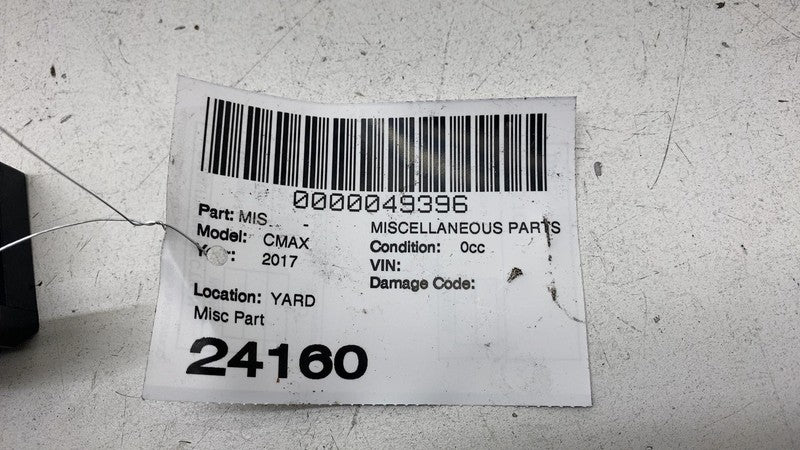 0000049396
Part: MIS -
MISCELLANEOUS PARTS
Model: CMAX
Condition: 0cc
2017
VIN:
Damage Code:
Location: YARD
Misc Part
24160